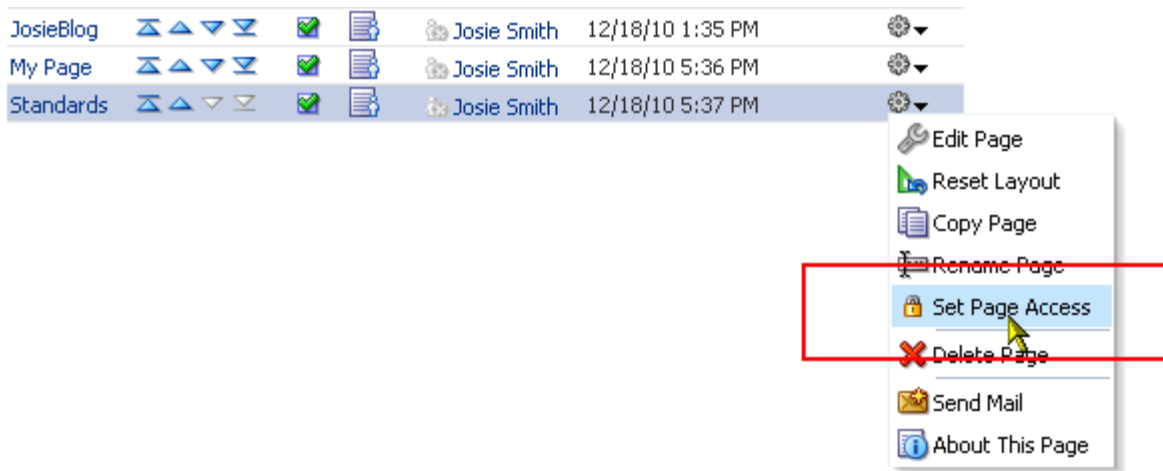 JosieBlog Josie Smith 12/18/10 1:35 PM
My Page Josie Smith 12/18/10 5:36 PM
Standards Josie Smith 12/18/10 5:37 PM
Edit Page
Reset Layout
Copy Page
Rename Page
Set Page Access
Delete Page
Send Mail
About This Page